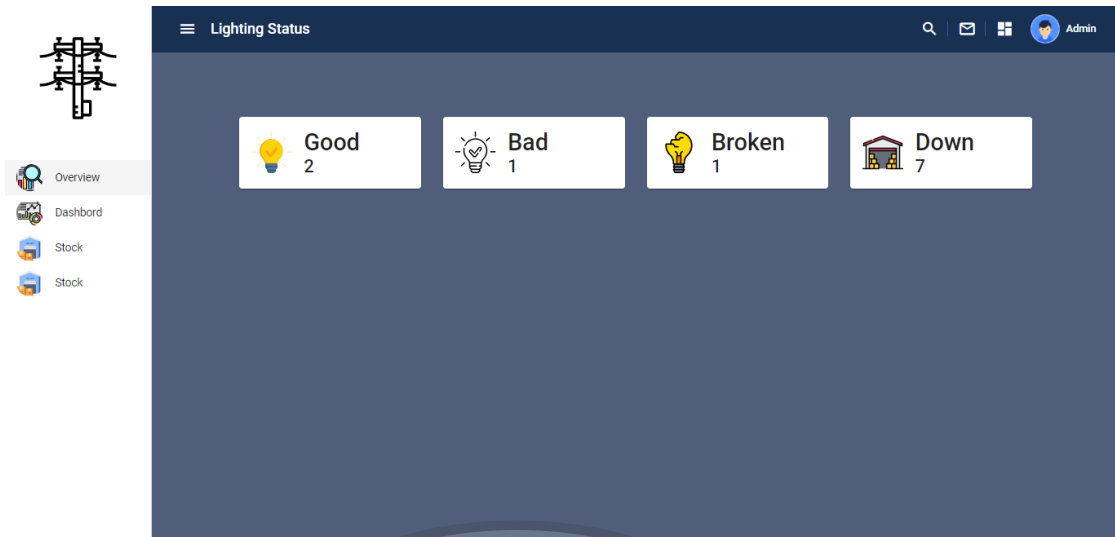 Lighting Status
Admin
Overview
Dashbord
Stock
Stock
Good
2
Bad
1
Broken
1
Down
7